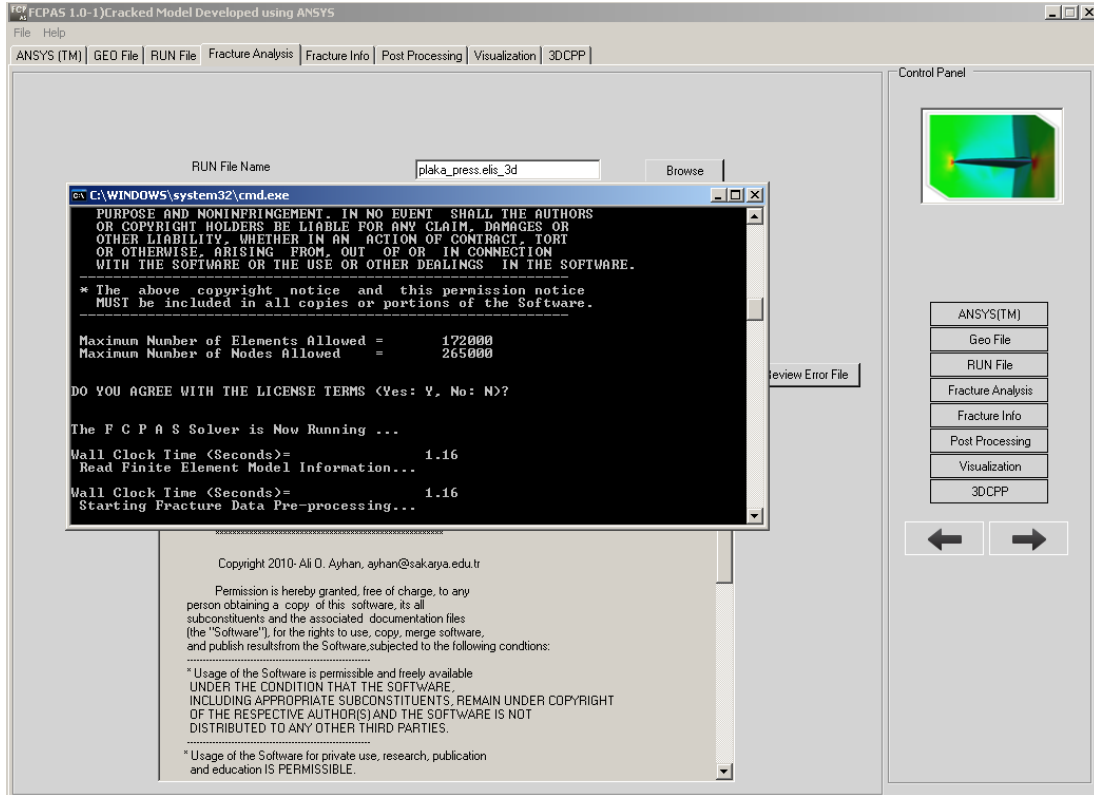 FCPAS 1.0-1)Cracked Model Developed using ANSYS
File Help
ANSYS (TM) GEO File RUN File Fracture Analysis Fracture Info Post Processing Visualization 3DCPP
Control Panel
RUN File Name plaka_press.elis_3d Browse
C:\WINDOWS\system32\cmd.exe
PURPOSE AND NONINFRINGEMENT. IN NO EVENT SHALL THE AUTHORS
OR COPYRIGHT HOLDERS BE LIABLE FOR ANY CLAIM, DAMAGES OR
OTHER LIABILITY, WHETHER IN AN ACTION OF CONTRACT, TORT
OR OTHERWISE, ARISING FROM, OUT OF OR IN CONNECTION
WITH THE SOFTWARE OR THE USE OR OTHER DEALINGS IN THE SOFTWARE.
* The above copyright notice and this permission notice
MUST be included in all copies or portions of the Software.
Maximum Number of Elements Allowed = 172000
Maximum Number of Nodes Allowed = 265000
DO YOU AGREE WITH THE LICENSE TERMS (Yes: Y, No: N)?
The F C P A S Solver is Now Running ...
Wall Clock Time (Seconds)= 1.16
Read Finite Element Model Information...
Wall Clock Time (Seconds)= 1.16
Starting Fracture Data Pre-processing...
Error File
Copyright 2010- Ali O. Ayhan, ayhan@sakarya.edu.tr
Permission is hereby granted, free of charge, to any
person obtaining a copy of this software, its all
subconstituents and the associated documentation files
(the "Software"), for the rights to use, copy, merge software,
and publish resultsfrom the Software,subjected to the following condtions:
* Usage of the Software is permissible and freely available
UNDER THE CONDITION THAT THE SOFTWARE,
INCLUDING APPROPRIATE SUBCONSTITUENTS, REMAIN UNDER COPYRIGHT
OF THE RESPECTIVE AUTHOR(S) AND THE SOFTWARE IS NOT
DISTRIBUTED TO ANY OTHER THIRD PARTIES.
* Usage of the Software for private use, research, publication
and education IS PERMISSIBLE.
ANSYS(TM)
Geo File
RUN File
Fracture Analysis
Fracture Info
Post Processing
Visualization
3DCPP